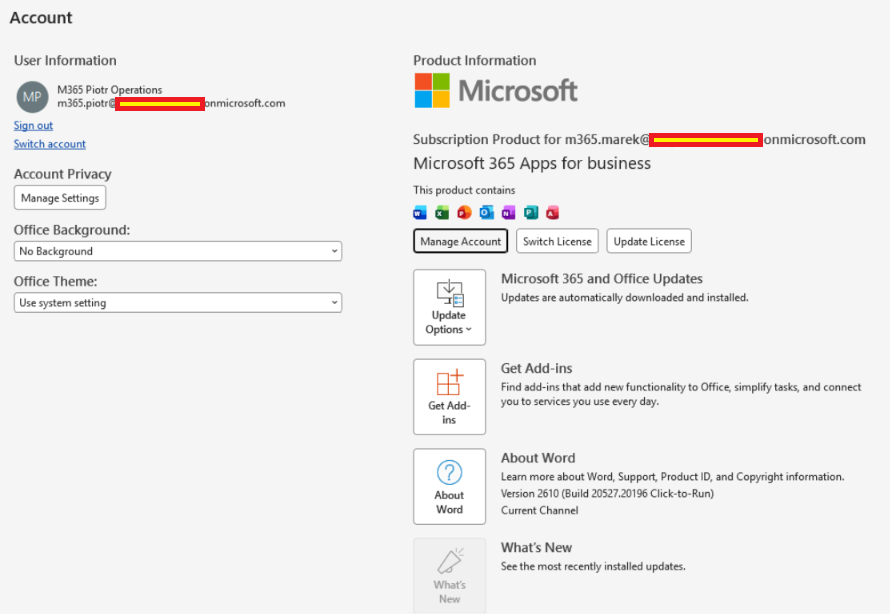 Account
User Information
MP
M365 Piotr Operations
m365.piotr@
onmicrosoft.com
Sign out
Switch account
Account Privacy
Manage Settings
Office Background:
No Background
Office Theme:
Use system setting
Product Information
Microsoft
Subscription Product for m365.marek@
onmicrosoft.com
Microsoft 365 Apps for business
This product contains
Manage Account
Switch License
Update License
Update
Options
Microsoft 365 and Office Updates
Updates are automatically downloaded and installed.
Get Add-
ins
Get Add-ins
Find add-ins that add new functionality to Office, simplify tasks, and connect
you to services you use every day.
About
Word
About Word
Learn more about Word, Support, Product ID, and Copyright information.
Version 2610 (Build 20527.20196 Click-to-Run)
Current Channel
What's
New
What's New
See the most recently installed updates.